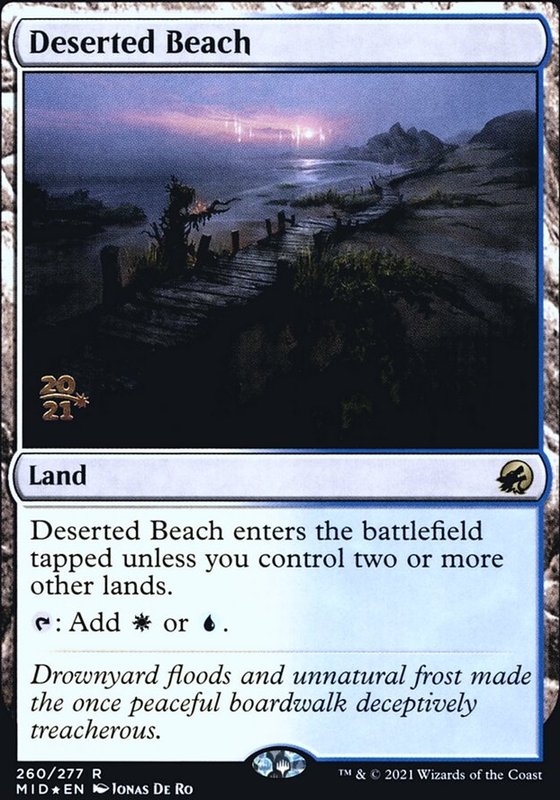 Deserted Beach
20
21
Land
Deserted Beach enters the battlefield
tapped unless you control two or more
other lands.
: Add or .
Drownyard floods and unnatural frost made
the once peaceful boardwalk deceptively
treacherous.
260/277 R
MID★EN Jonas De Ro
™ & © 2021 Wizards of the Coast